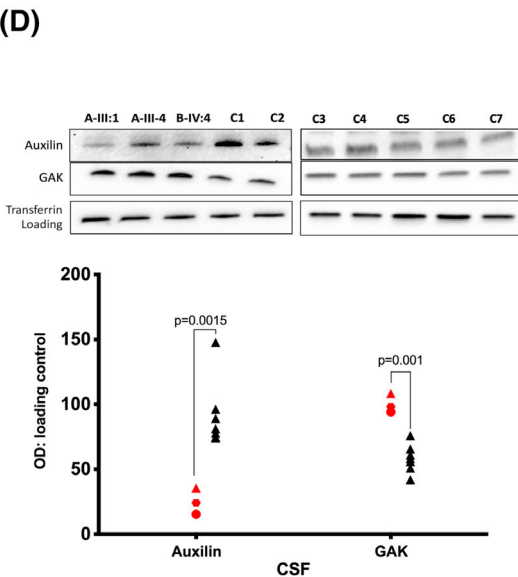 (D)
A-III:1 A-III-4 B-IV:4 C1 C2 C3 C4 C5 C6 C7
Auxilin
GAK
Transferrin
Loading
200
p=0.0015
150
p=0.001
100
50
0
OD: loading control
Auxilin GAK
CSF